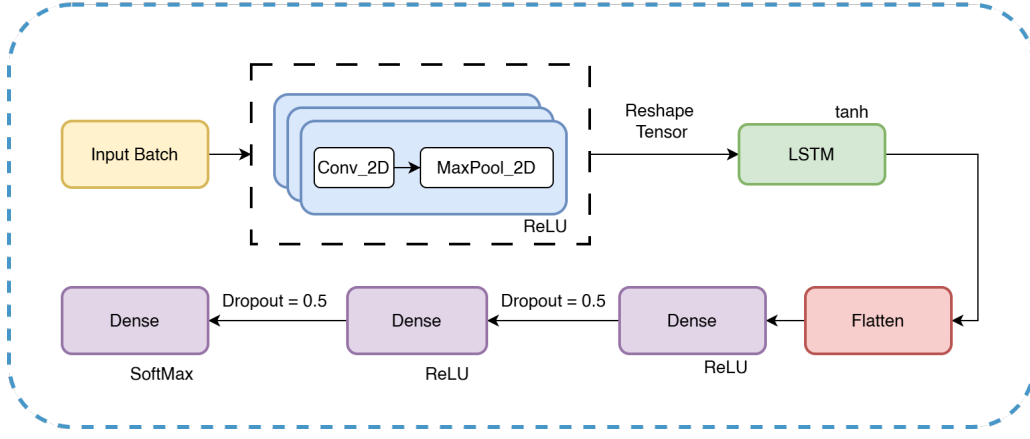 Input Batch
Conv_2D
MaxPool_2D
ReLU
Reshape
Tensor
tanh
LSTM
Flatten
Dense
ReLU
Dropout = 0.5
Dense
ReLU
Dropout = 0.5
Dense
SoftMax